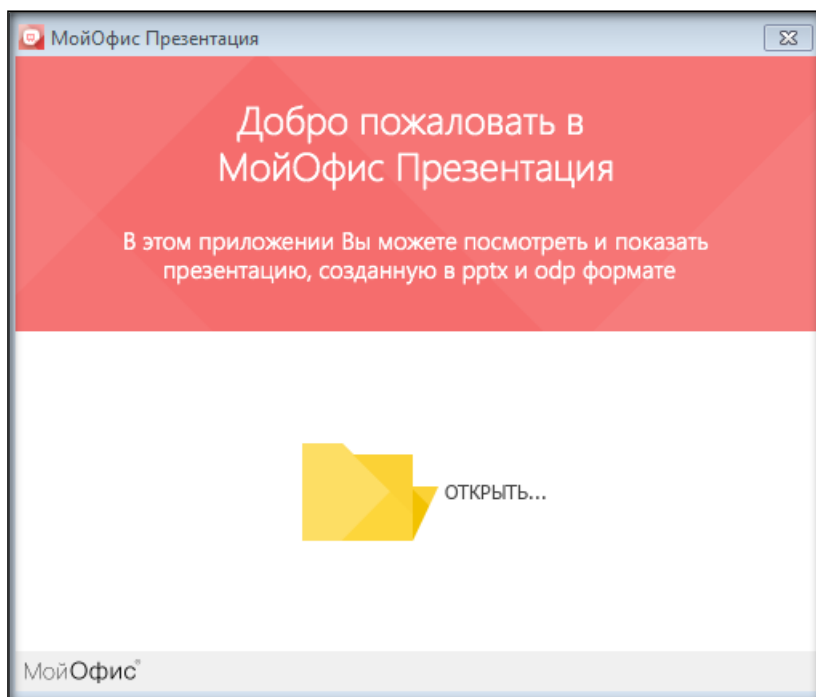 МойОфис Презентация
Добро пожаловать в
МойОфис Презентация
В этом приложении Вы можете посмотреть и показать
презентацию, созданную в pptx и odp формате
ОТКРЫТЬ...
МойОфис®